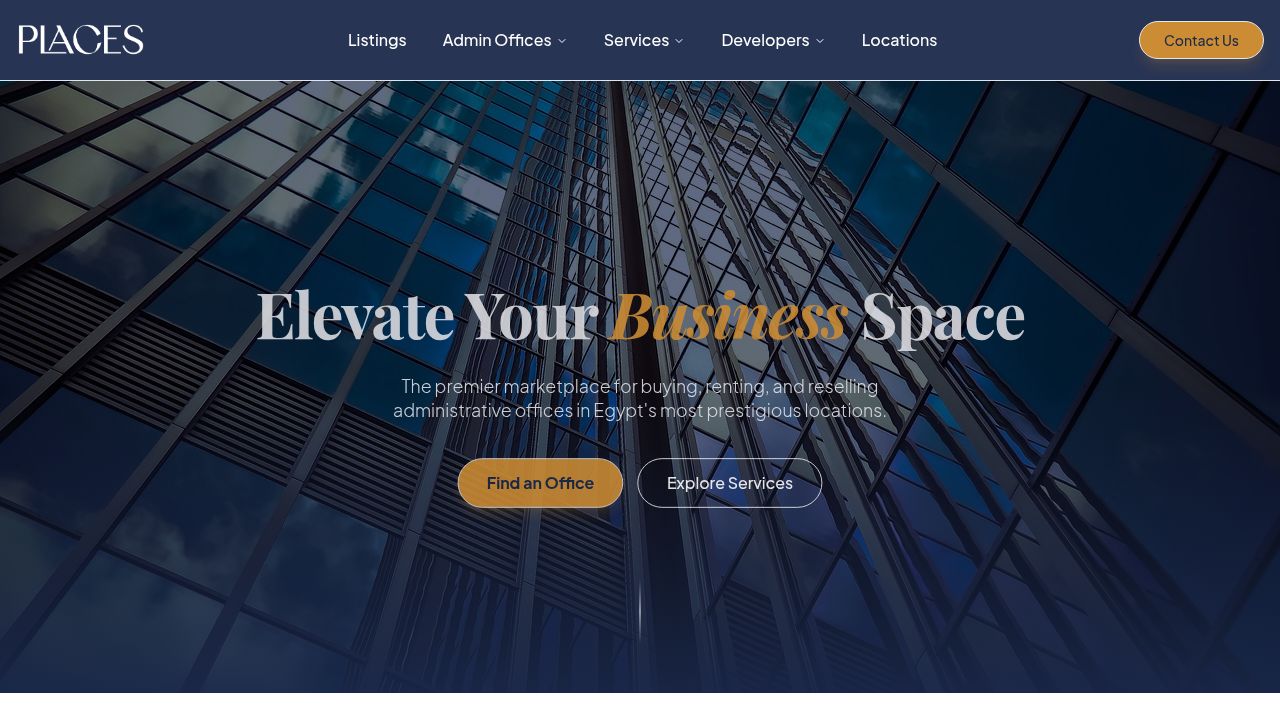 PLACES
Listings
Admin Offices
Services
Developers
Locations
Contact Us
Elevate Your Business Space
The premier marketplace for buying, renting, and reselling
administrative offices in Egypt's most prestigious locations.
Find an Office
Explore Services